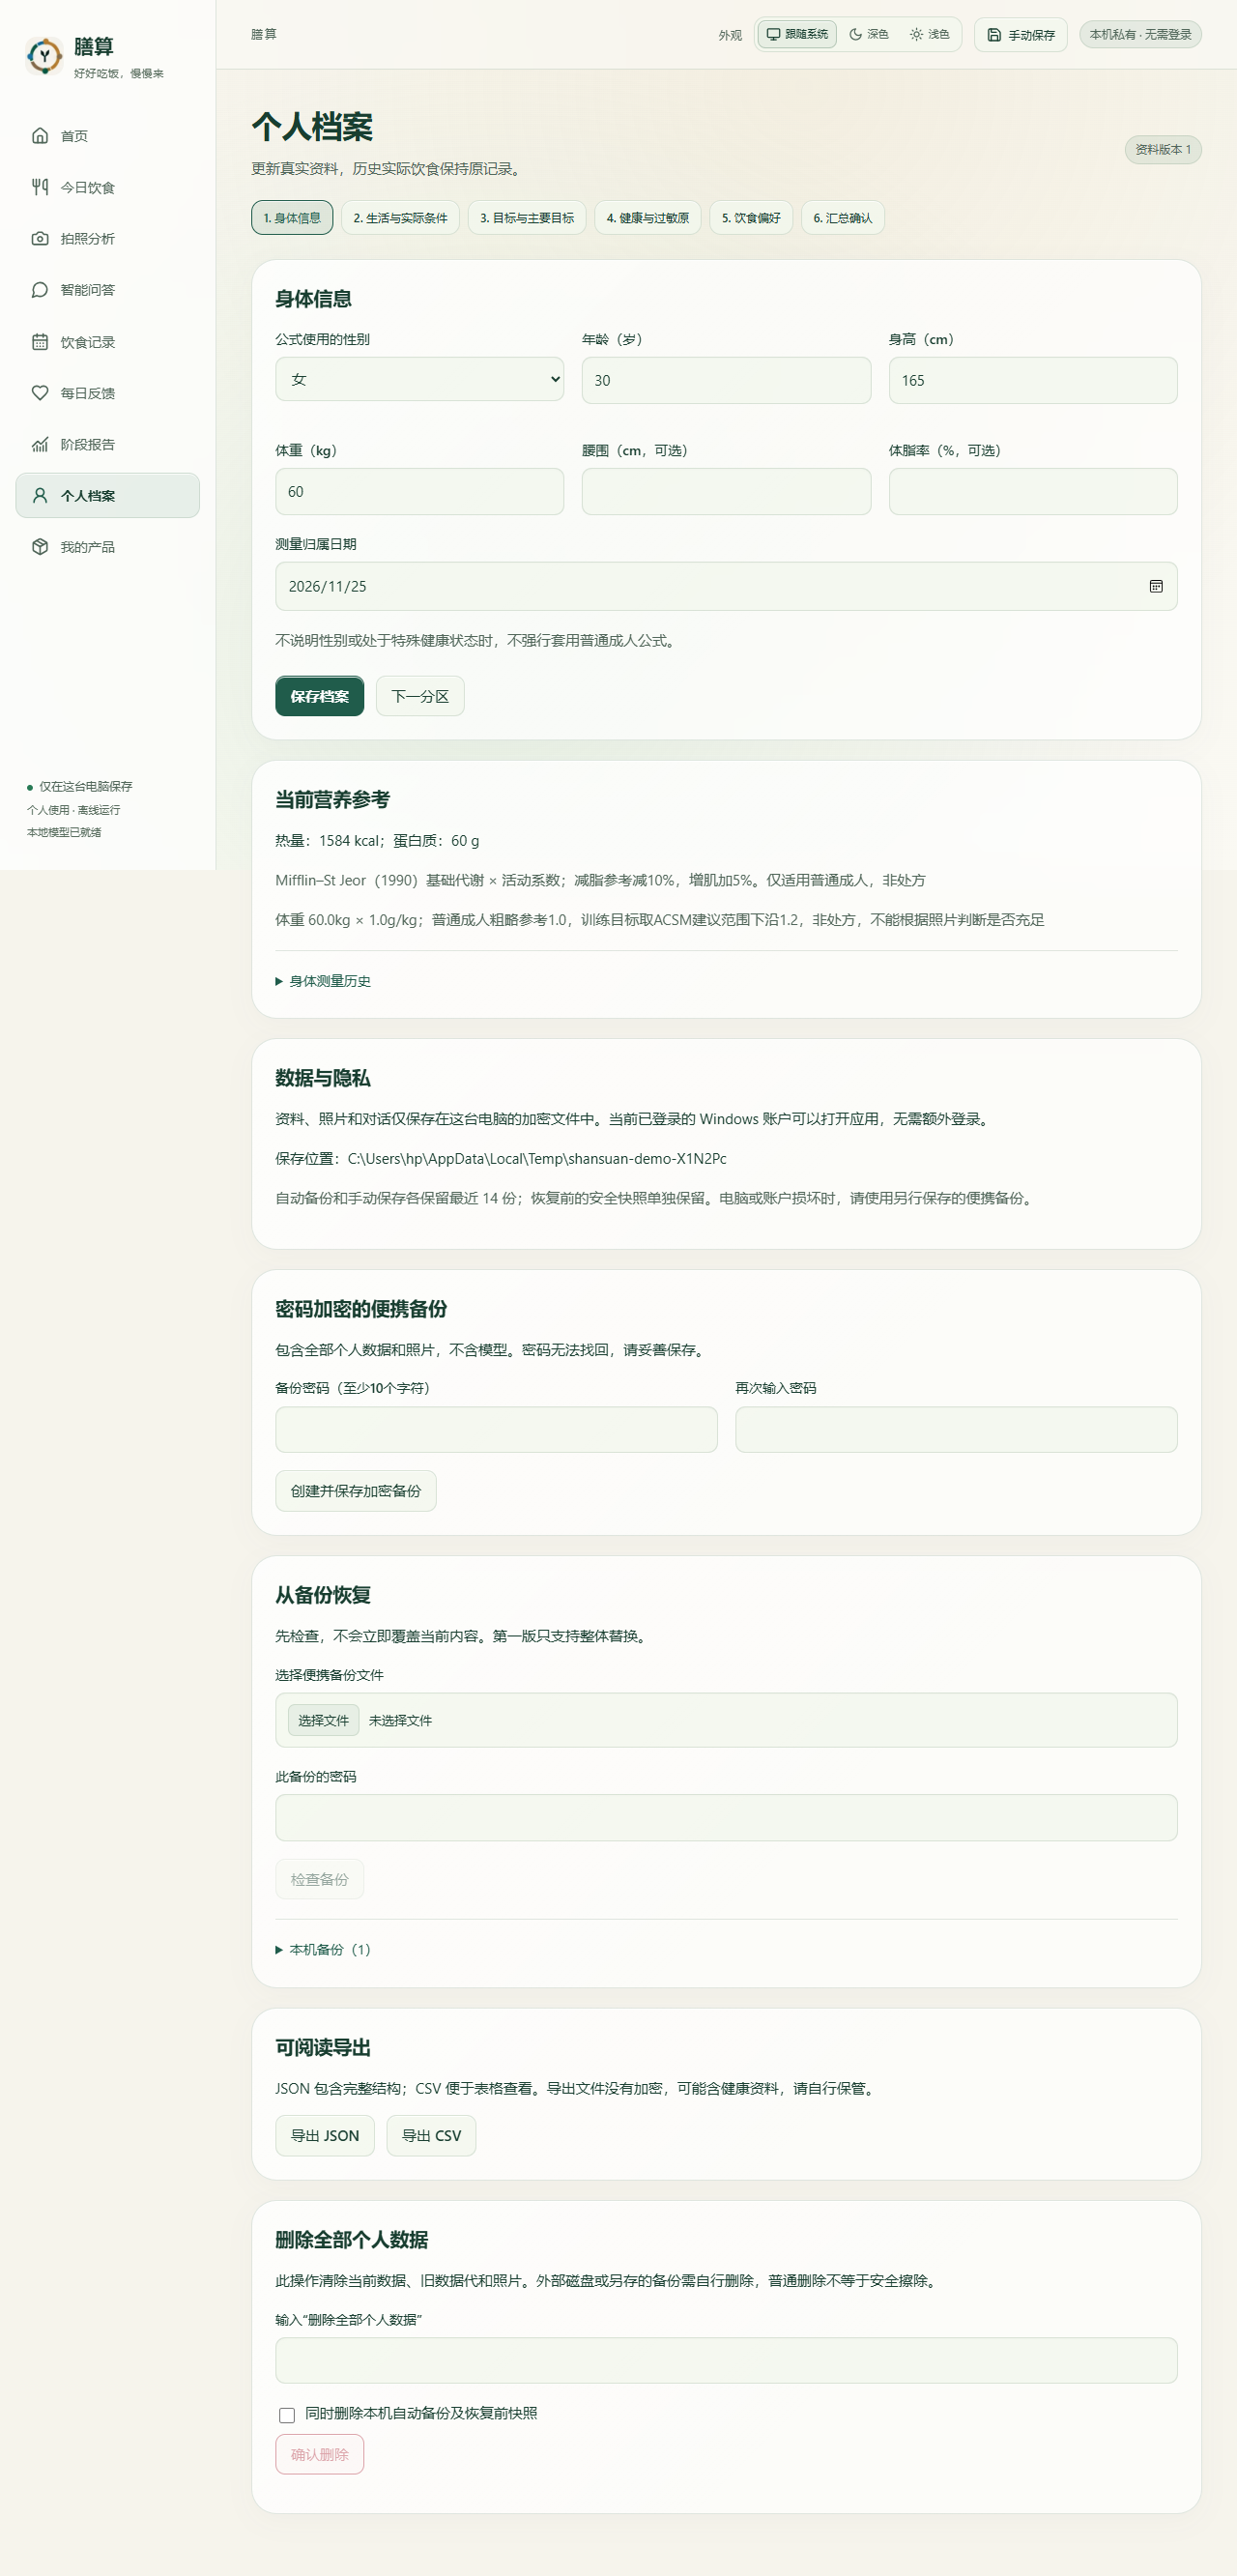 膳算
好好吃饭，慢慢来
首页
今日饮食
拍照分析
智能问答
饮食记录
每日反馈
阶段报告
个人档案
我的产品
仅在这台电脑保存
个人使用 · 离线运行
本地模型已就绪
膳算
外观
跟随系统
深色
浅色
手动保存
本机私有 · 无需登录
个人档案
更新真实资料，历史实际饮食保持原记录。
资料版本 1
1. 身体信息
2. 生活与实际条件
3. 目标与主要目标
4. 健康与过敏原
5. 饮食偏好
6. 汇总确认
身体信息
公式使用的性别
年龄（岁）
身高（cm）
女
30
165
体重（kg）
腰围（cm，可选）
体脂率（%，可选）
60
测量归属日期
2026/11/25
不说明性别或处于特殊健康状态时，不强行套用普通成人公式。
保存档案
下一分区
当前营养参考
热量：1584 kcal；蛋白质：60 g
Mifflin–St Jeor（1990）基础代谢 × 活动系数；减脂参考减10%，增肌加5%。仅适用普通成人，非处方
体重 60.0kg × 1.0g/kg；普通成人粗略参考1.0，训练目标取ACSM建议范围下沿1.2，非处方，不能根据照片判断是否充足
身体测量历史
数据与隐私
资料、照片和对话仅保存在这台电脑的加密文件中。当前已登录的 Windows 账户可以打开应用，无需额外登录。
保存位置：C:\Users\hp\AppData\Local\Temp\shansuan-demo-X1N2Pc
自动备份和手动保存各保留最近 14 份；恢复前的安全快照单独保留。电脑或账户损坏时，请使用另行保存的便携备份。
密码加密的便携备份
包含全部个人数据和照片，不含模型。密码无法找回，请妥善保存。
备份密码（至少10个字符）
再次输入密码
创建并保存加密备份
从备份恢复
先检查，不会立即覆盖当前内容。第一版只支持整体替换。
选择便携备份文件
选择文件
未选择文件
此备份的密码
检查备份
本机备份（1）
可阅读导出
JSON 包含完整结构；CSV 便于表格查看。导出文件没有加密，可能含健康资料，请自行保管。
导出 JSON
导出 CSV
删除全部个人数据
此操作清除当前数据、旧数据代和照片。外部磁盘或另存的备份需自行删除，普通删除不等于安全擦除。
输入“删除全部个人数据”
同时删除本机自动备份及恢复前快照
确认删除